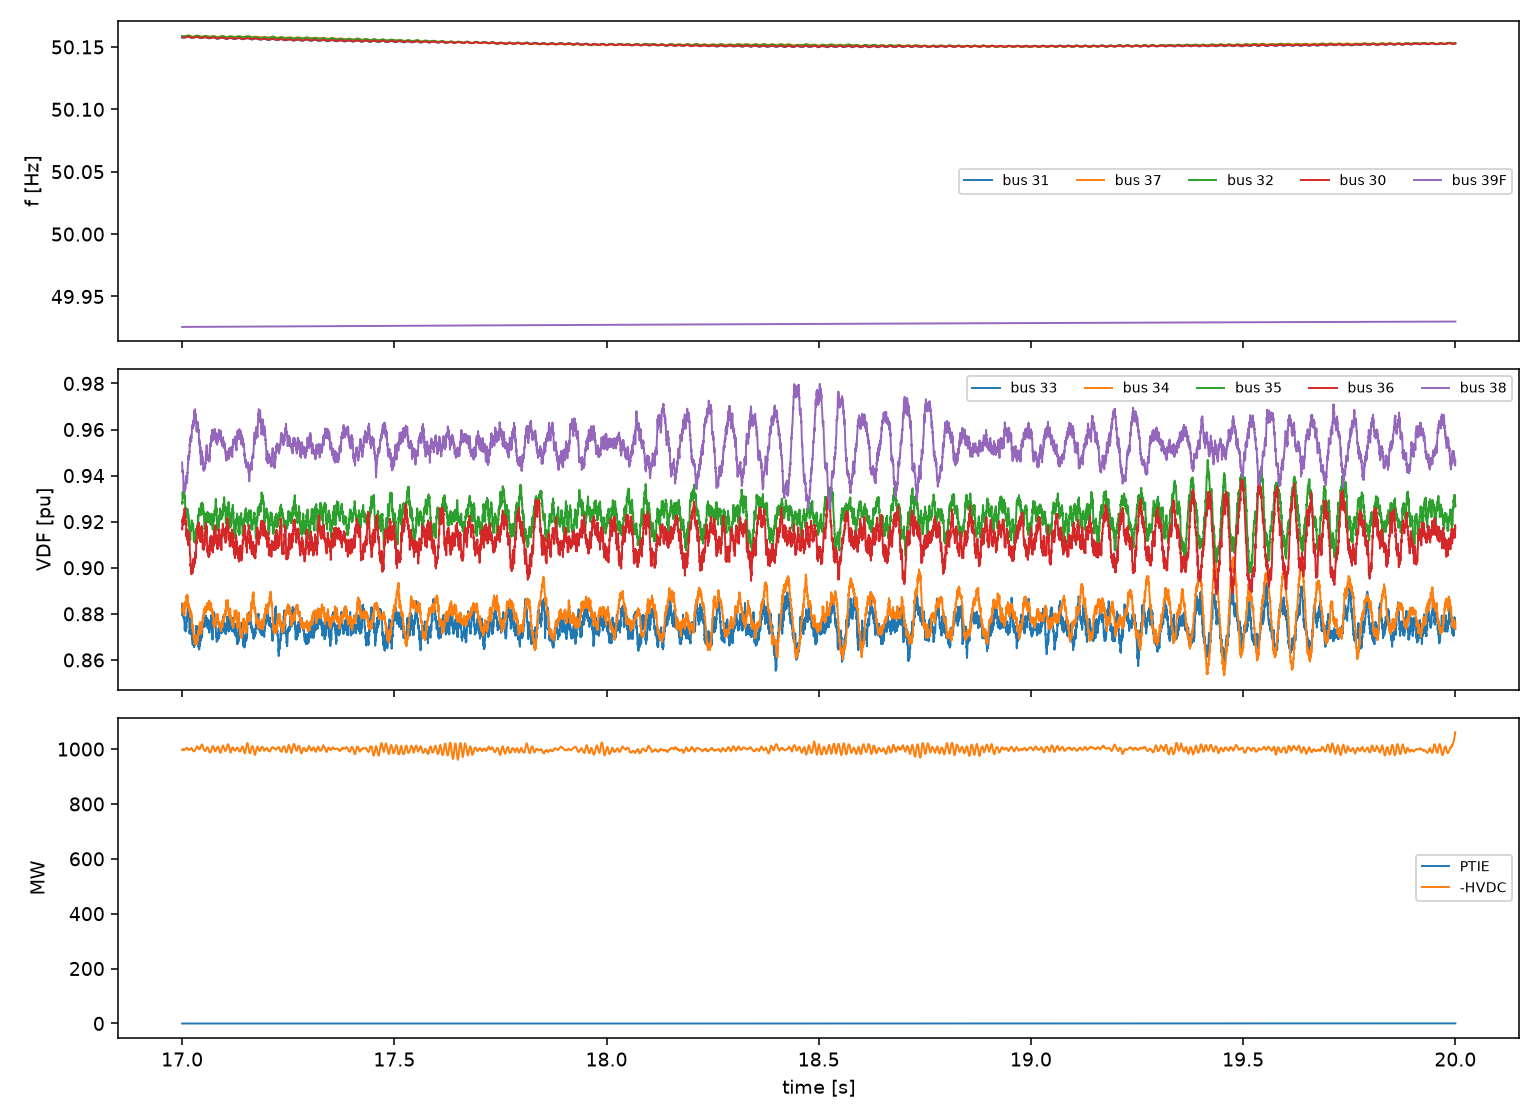 50.15
50.10
50.05
50.00
49.95
f [Hz]
bus 31 bus 37 bus 32 bus 30 bus 39F
0.98
0.96
0.94
0.92
0.90
0.88
0.86
VDF [pu]
bus 33 bus 34 bus 35 bus 36 bus 38
1000
800
600
400
200
0
MW
PTIE
-HVDC
17.0 17.5 18.0 18.5 19.0 19.5 20.0
time [s]